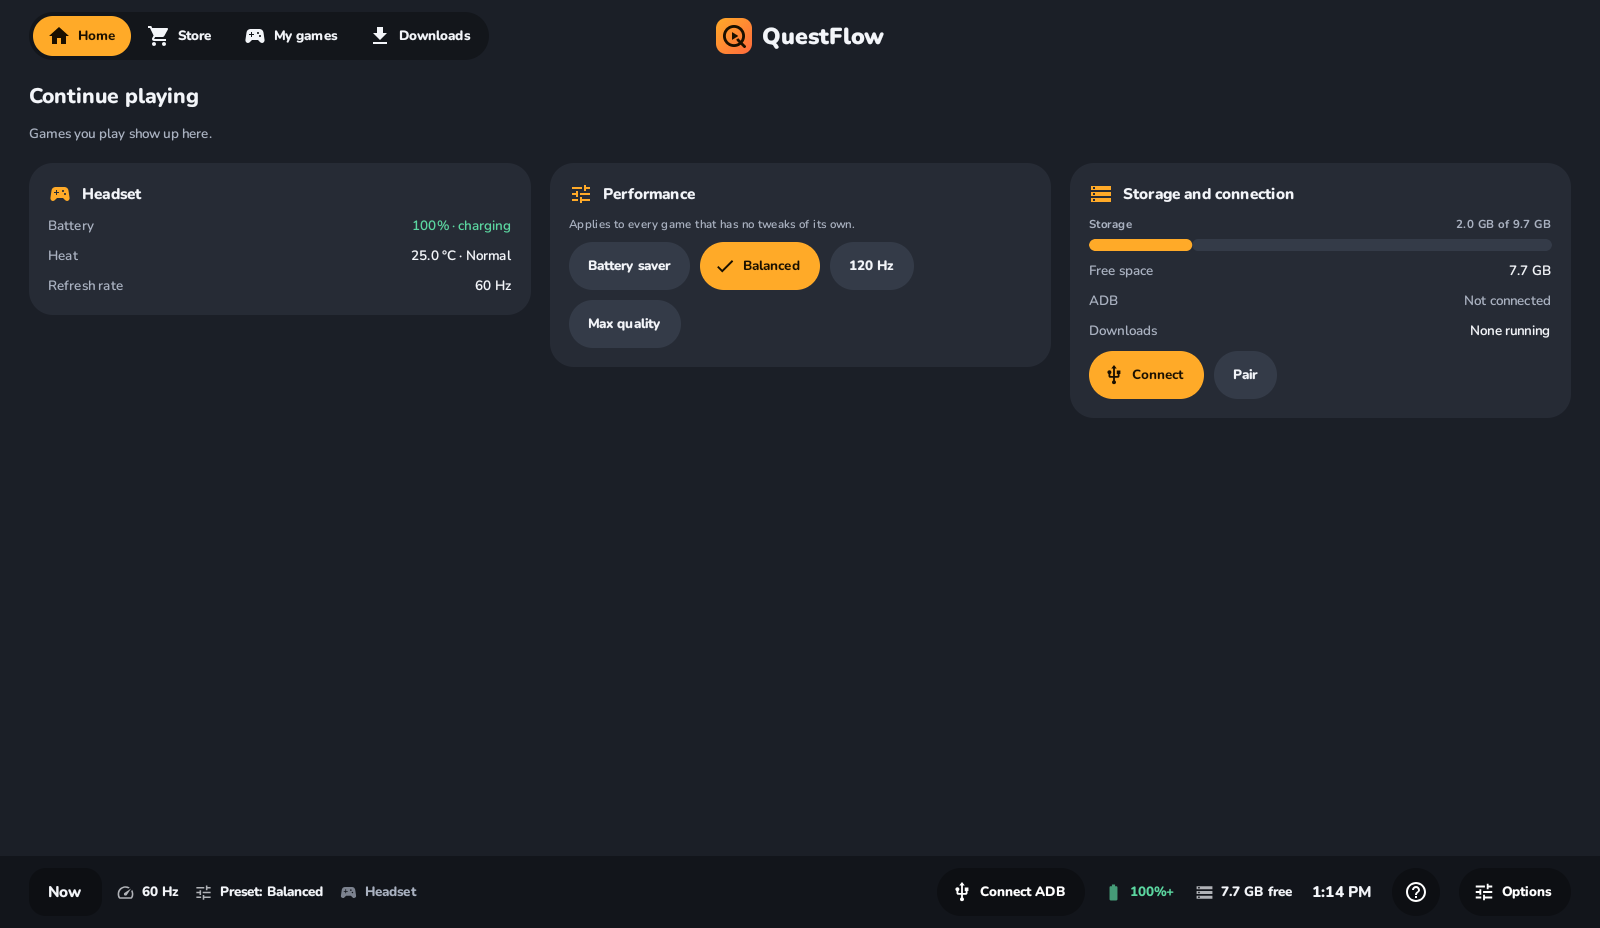 Home
Store
My games
Downloads
QuestFlow
Continue playing
Games you play show up here.
Headset
Battery 100% · charging
Heat 25.0 °C · Normal
Refresh rate 60 Hz
Performance
Applies to every game that has no tweaks of its own.
Battery saver
Balanced
120 Hz
Max quality
Storage and connection
Storage 2.0 GB of 9.7 GB
Free space 7.7 GB
ADB Not connected
Downloads None running
Connect
Pair
Now
60 Hz
Preset: Balanced
Headset
Connect ADB
100%+
7.7 GB free
1:14 PM
Options